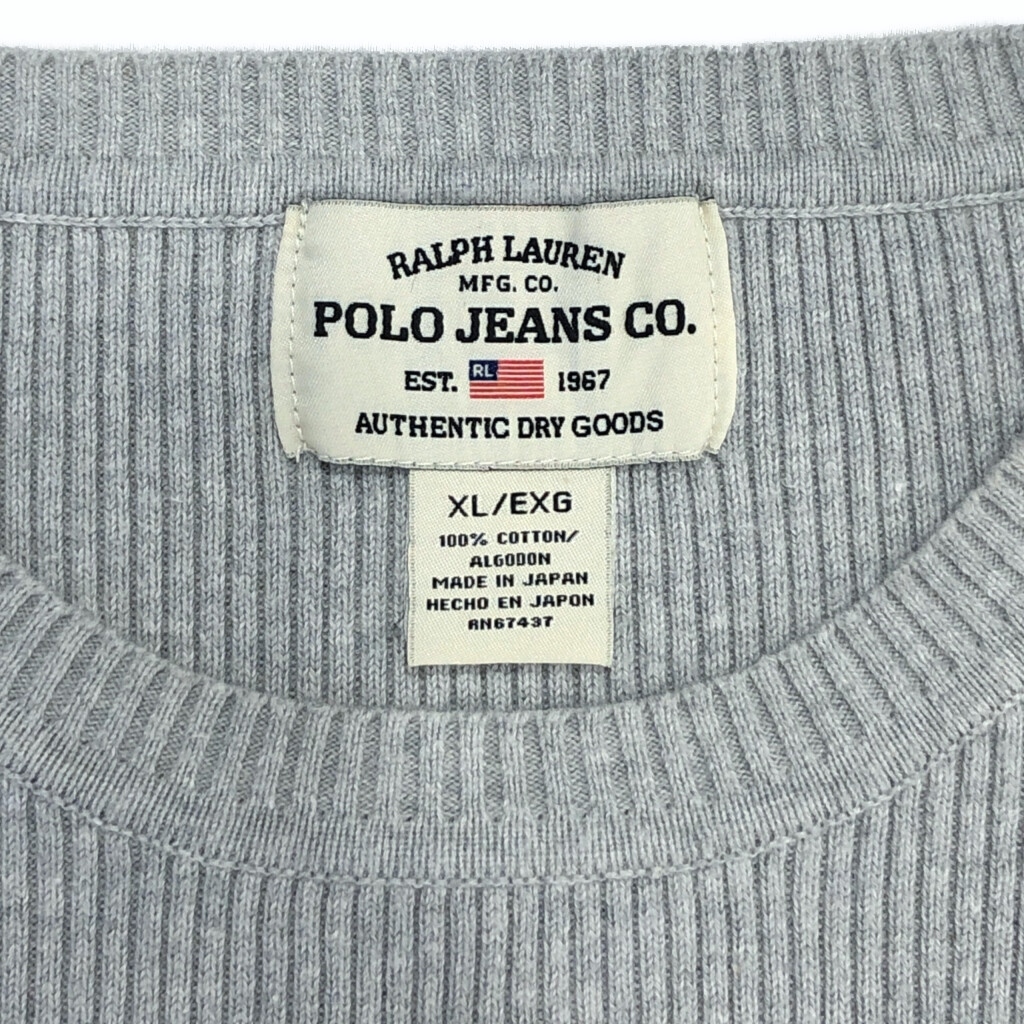 RALPH LAUREN
MFG. CO.
POLO JEANS CO.
EST. RL 1967
AUTHENTIC DRY GOODS
XL/EXG
100% COTTON/
ALGODON
MADE IN JAPAN
HECHO EN JAPON
RN67437